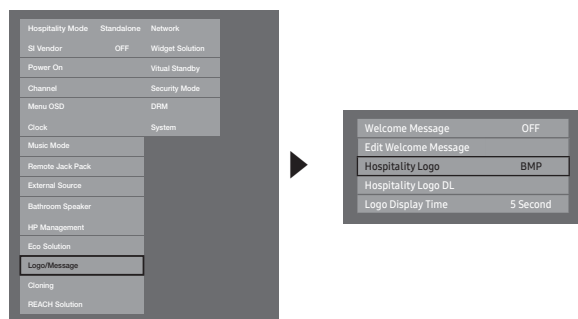 Hospitality Mode Standalone Network
SI Vendor OFF Widget Solution
Power On Vitual Standby
Channel Security Mode
Menu OSD DRM
Clock System
Music Mode
Remote Jack Pack
External Source
Bathroom Speaker
HP Management
Eco Solution
Logo/Message
Cloning
REACH Solution
Welcome Message OFF
Edit Welcome Message
Hospitality Logo BMP
Hospitality Logo DL
Logo Display Time 5 Second